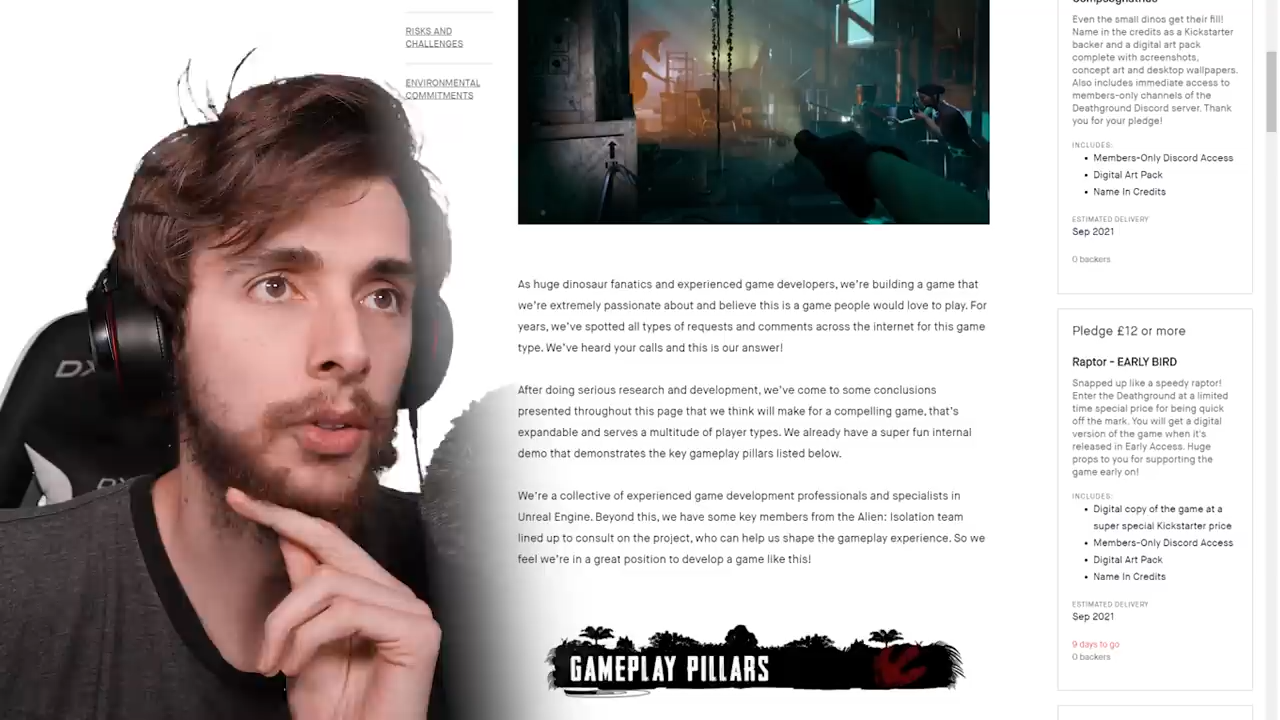 RISKS AND
CHALLENGES
ENVIRONMENTAL
COMMITMENTS
DX
DX
As huge dinosaur fanatics and experienced game developers, we're building a game that
we're extremely passionate about and believe this is a game people would love to play. For
years, we've spotted all types of requests and comments across the internet for this game
type. We've heard your calls and this is our answer!
After doing serious research and development, we've come to some conclusions
presented throughout this page that we think will make for a compelling game, that's
expandable and serves a multitude of player types. We already have a super fun internal
demo that demonstrates the key gameplay pillars listed below.
We're a collective of experienced game development professionals and specialists in
Unreal Engine. Beyond this, we have some key members from the Alien: Isolation team
lined up to consult on the project, who can help us shape the gameplay experience. So we
feel we're in a great position to develop a game like this!
GAMEPLAY PILLARS
Even the small dinos get their fill!
Name in the credits as a Kickstarter
backer and a digital art pack
complete with screenshots,
concept art and desktop wallpapers.
Also includes immediate access to
members-only channels of the
Deathground Discord server. Thank
you for your pledge!
INCLUDES:
• Members-Only Discord Access
• Digital Art Pack
• Name In Credits
ESTIMATED DELIVERY
Sep 2021
0 backers
Pledge £12 or more
Raptor - EARLY BIRD
Snapped up like a speedy raptor!
Enter the Deathground at a limited
time special price for being quick
off the mark. You will get a digital
version of the game when it's
released in Early Access. Huge
props to you for supporting the
game early on!
INCLUDES:
• Digital copy of the game at a
super special Kickstarter price
• Members-Only Discord Access
• Digital Art Pack
• Name In Credits
ESTIMATED DELIVERY
Sep 2021
9 days to go
0 backers